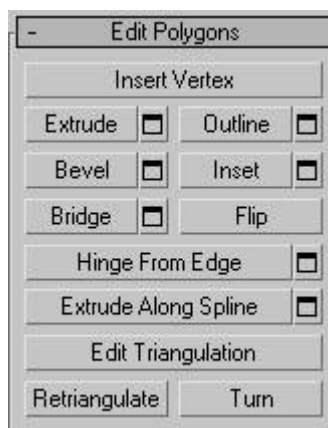 - Edit Polygons
Insert Vertex
Extrude Outline
Bevel Inset
Bridge Flip
Hinge From Edge
Extrude Along Spline
Edit Triangulation
Retriangulate Turn